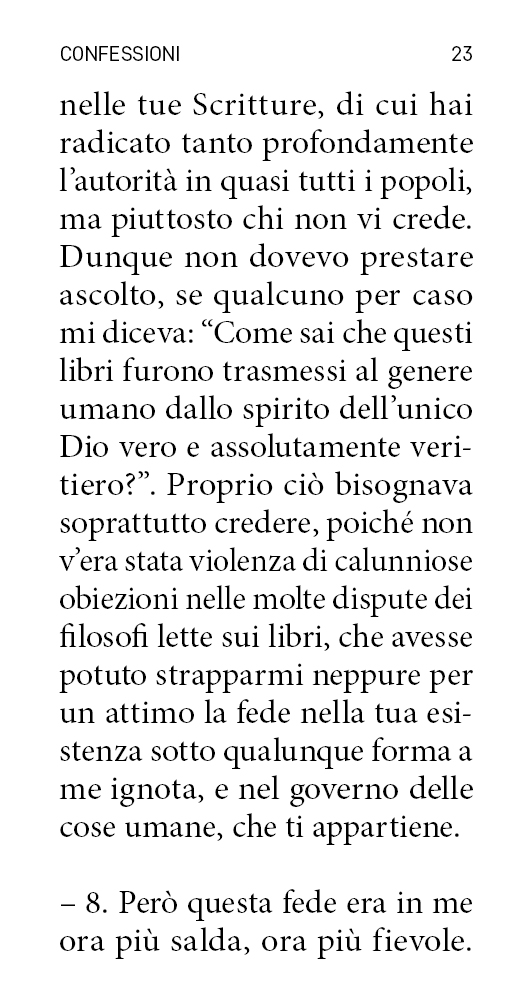 CONFESSIONI 23
nelle tue Scritture, di cui hai
radicato tanto profondamente
l’autorità in quasi tutti i popoli,
ma piuttosto chi non vi crede.
Dunque non dovevo prestare
ascolto, se qualcuno per caso
mi diceva: “Come sai che questi
libri furono trasmessi al genere
umano dallo spirito dell’unico
Dio vero e assolutamente veri-
tiero?”. Proprio ciò bisognava
soprattutto credere, poiché non
v’era stata violenza di calunniose
obiezioni nelle molte dispute dei
filosofi lette sui libri, che avesse
potuto strapparmi neppure per
un attimo la fede nella tua esi-
stenza sotto qualunque forma a
me ignota, e nel governo delle
cose umane, che ti appartiene.
– 8. Però questa fede era in me
ora più salda, ora più fievole.